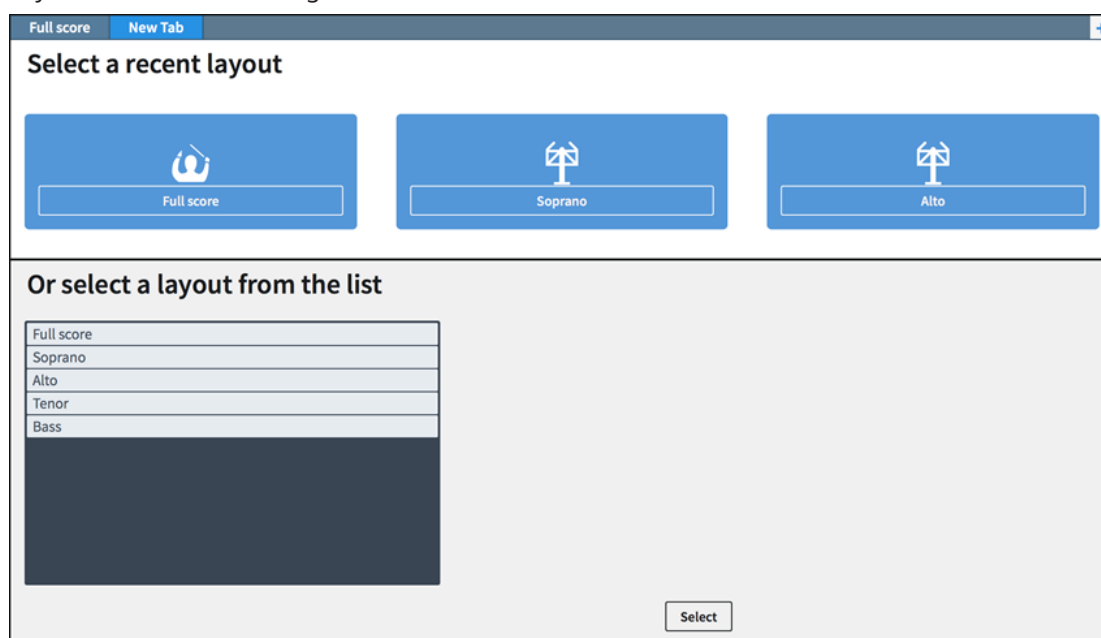 Full score New Tab +
Select a recent layout
Full score Soprano Alto
Or select a layout from the list
Full score
Soprano
Alto
Tenor
Bass
Select